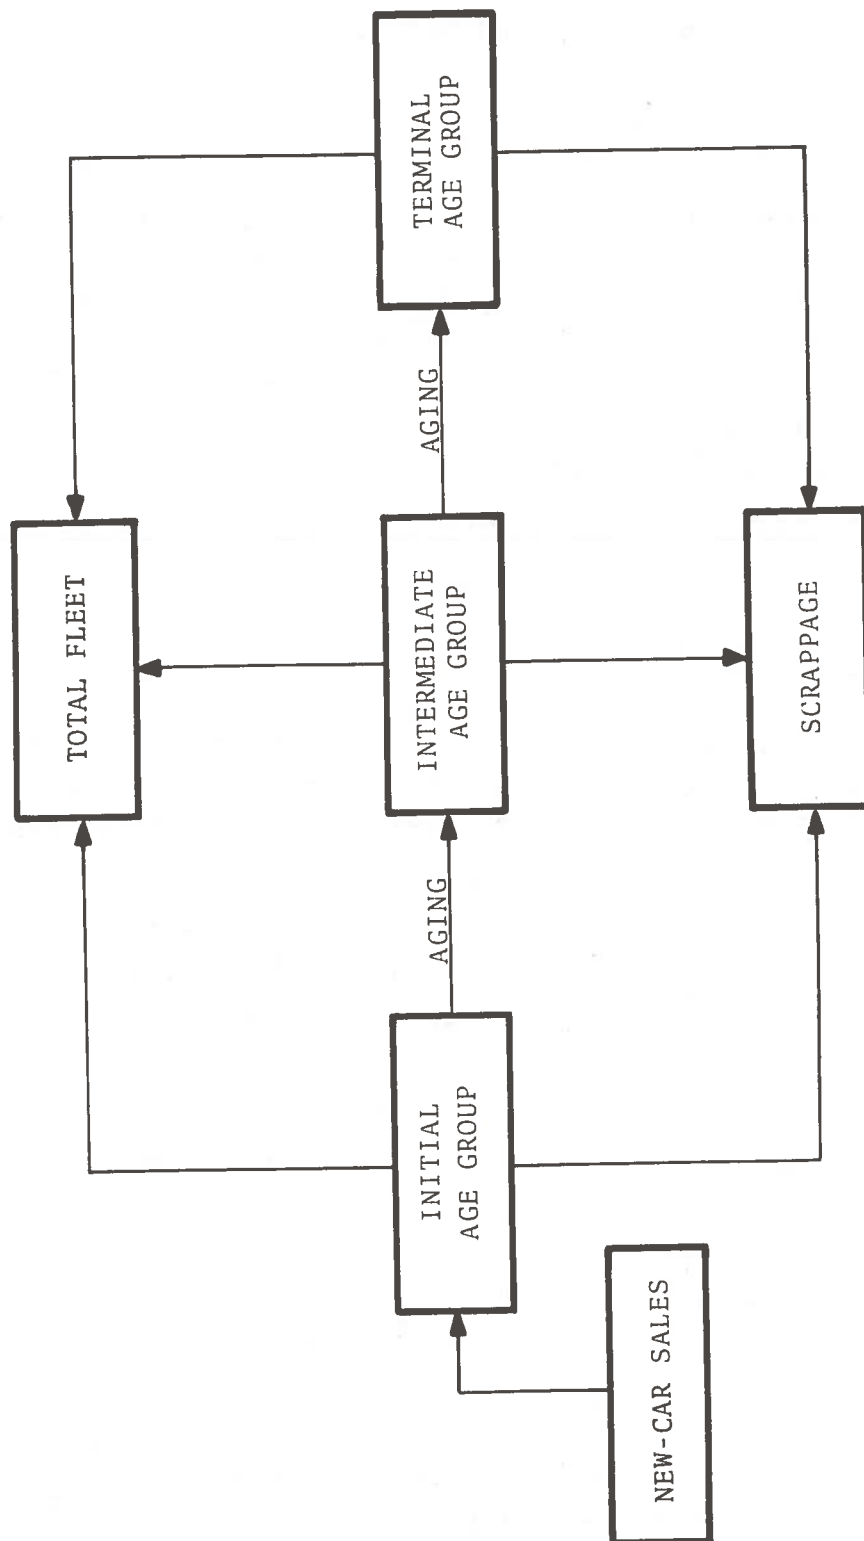 TOTAL FLEET
INITIAL
AGE GROUP
AGING
INTERMEDIATE
AGE GROUP
AGING
TERMINAL
AGE GROUP
NEW-CAR SALES
SCRAPPAGE